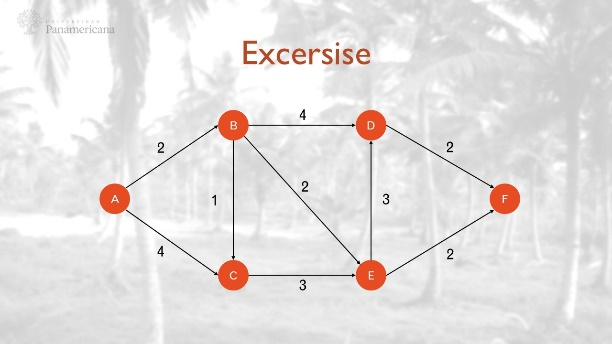 UNIVERSIDAD
Panamericana
Excersise
4
B
D
2
2
2
1
3
A
F
4
2
C
E
3